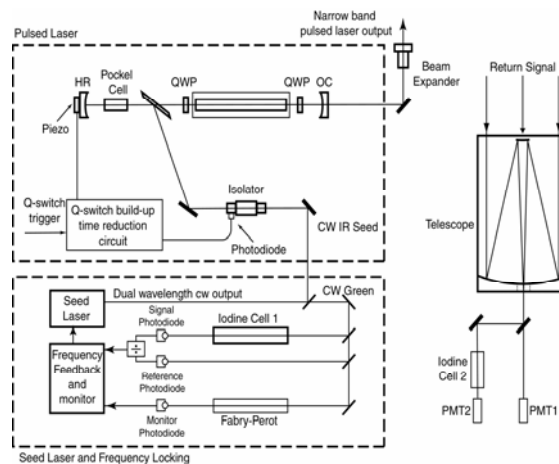 Narrow band
pulsed laser output
Pulsed Laser
Beam
Expander
Return Signal
HR
Pockel
Cell
QWP
QWP
OC
Piezo
Q-switch
trigger
Q-switch build-up
time reduction
circuit
Isolator
Photodiode
CW IR Seed
Telescope
Seed
Laser
Dual wavelength cw output
CW Green
Signal
Photodiode
Iodine Cell 1
÷
Frequency
Feedback
and
monitor
Reference
Photodiode
Monitor
Photodiode
Fabry-Perot
Iodine
Cell 2
PMT2
PMT1
Seed Laser and Frequency Locking